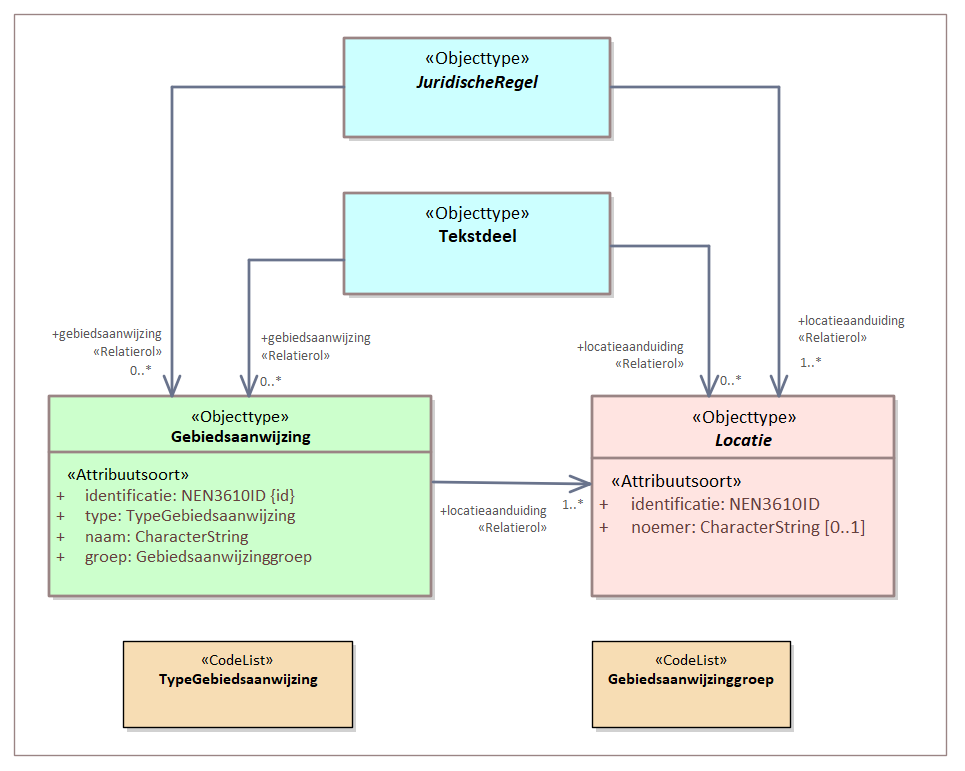 «Objecttype»
JuridischeRegel
«Objecttype»
Tekstdeel
+gebiedsaanwijzing
«Relatierol»
0..*
+gebiedsaanwijzing
«Relatierol»
0..*
+locatieaanduiding
«Relatierol»
0..*
+locatieaanduiding
«Relatierol»
1..*
«Objecttype»
Gebiedsaanwijzing
«Attribuutsoort»
+ identificatie: NEN3610ID {id}
+ type: TypeGebiedsaanwijzing
+ naam: CharacterString
+ groep: Gebiedsaanwijzinggroep
+locatieaanduiding
«Relatierol»
1..*
«Objecttype»
Locatie
«Attribuutsoort»
+ identificatie: NEN3610ID
+ noemer: CharacterString [0..1]
«CodeList»
TypeGebiedsaanwijzing
«CodeList»
Gebiedsaanwijzinggroep